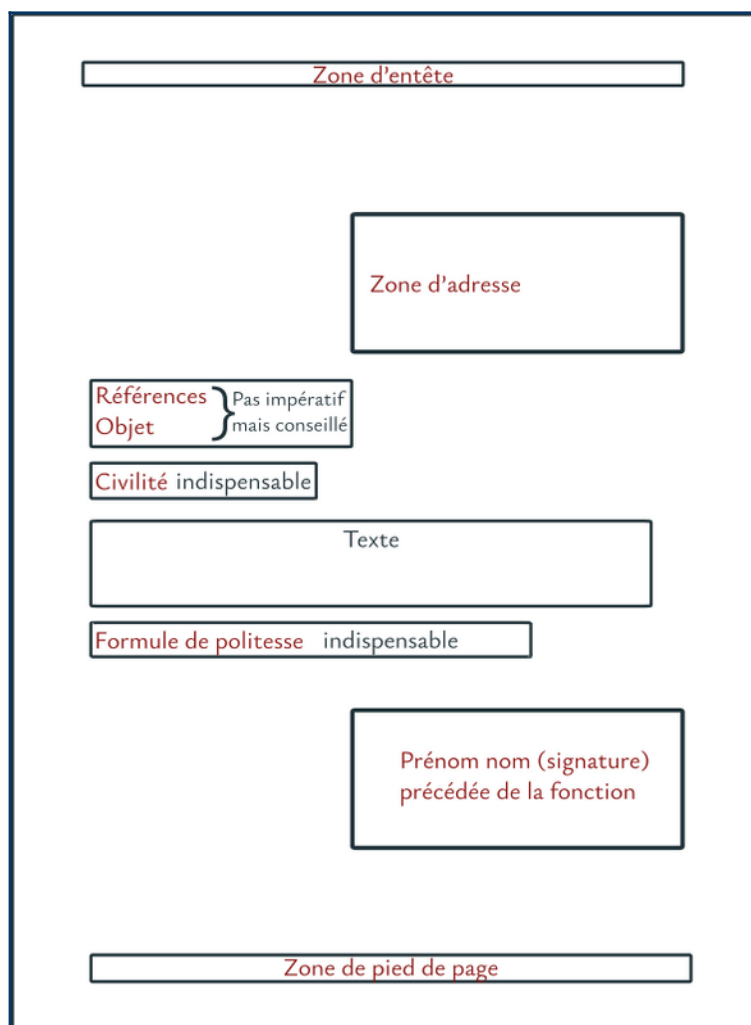 Zone d'entête
Zone d'adresse
Références
Objet
Pas impératif
mais conseillé
Civilité indispensable
Texte
Formule de politesse indispensable
Prénom nom (signature)
précédée de la fonction
Zone de pied de page